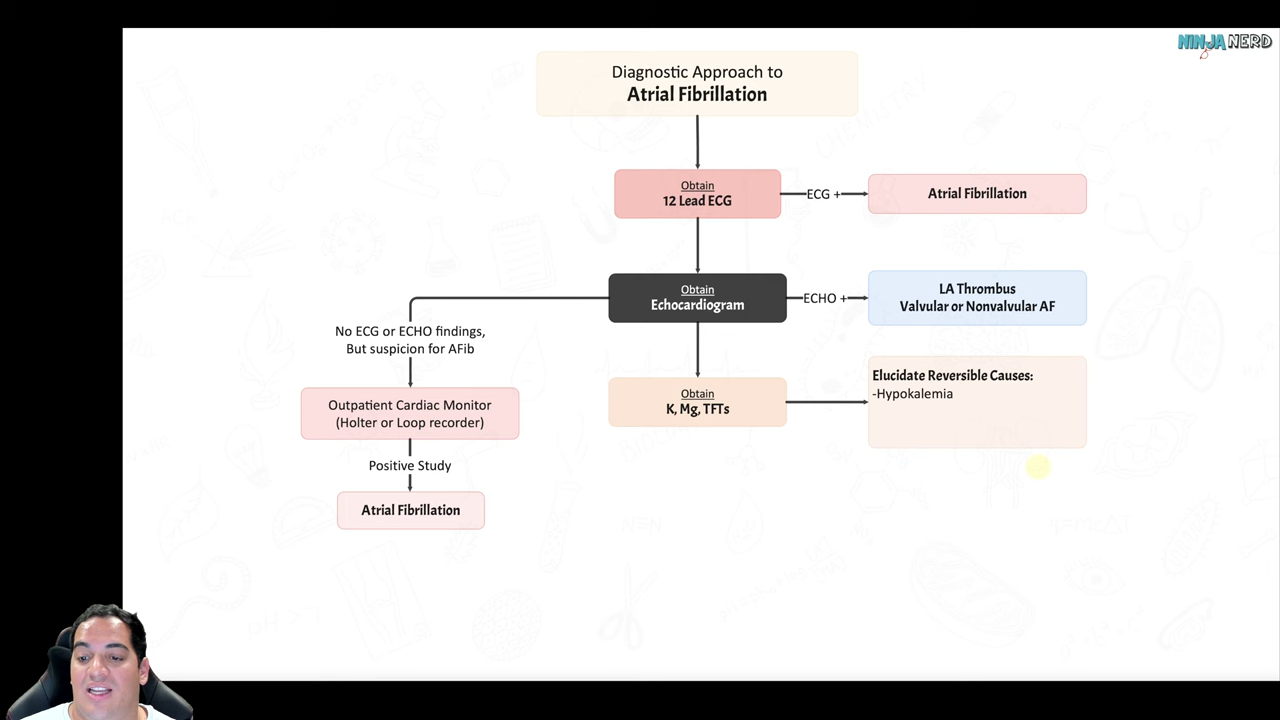 NINJA NERD
Diagnostic Approach to
Atrial Fibrillation
Obtain
12 Lead ECG
ECG +
Atrial Fibrillation
Obtain
Echocardiogram
ECHO +
LA Thrombus
Valvular or Nonvalvular AF
No ECG or ECHO findings,
But suspicion for AFib
Outpatient Cardiac Monitor
(Holter or Loop recorder)
Positive Study
Atrial Fibrillation
Obtain
K, Mg, TFTs
Elucidate Reversible Causes:
-Hypokalemia
CHEMISTRY